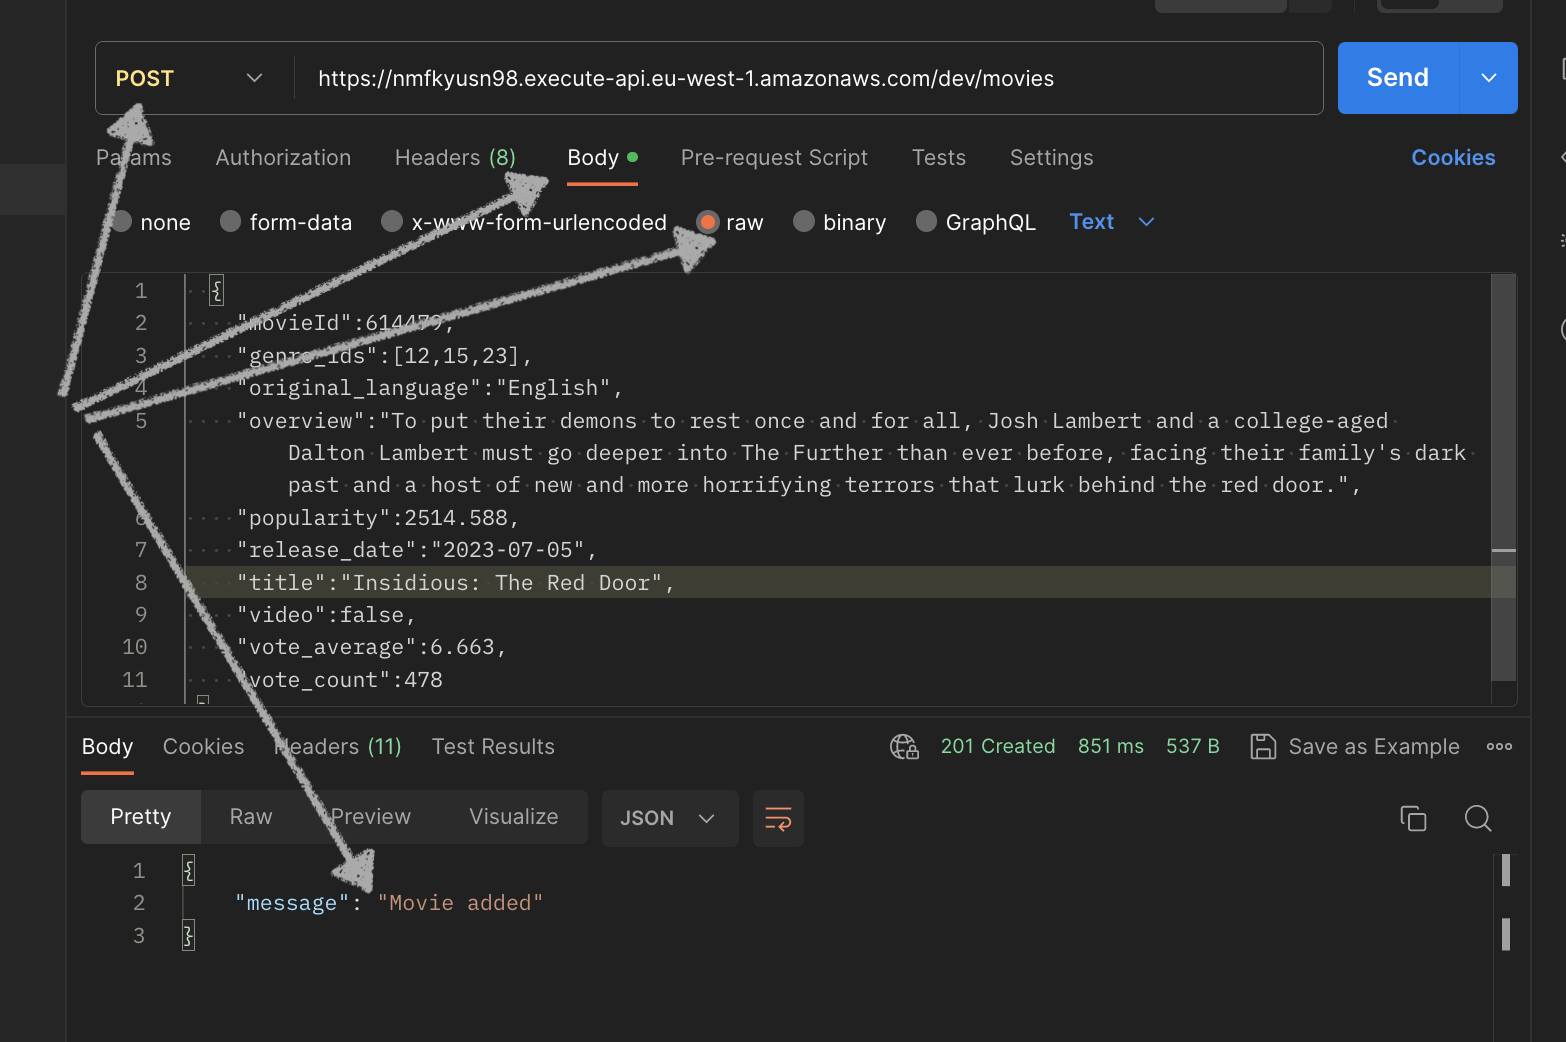 POST https://nmfkyusn98.execute-api.eu-west-1.amazonaws.com/dev/movies Send
Params Authorization Headers (8) Body Pre-request Script Tests Settings Cookies
none form-data x-www-form-urlencoded raw binary GraphQL Text
1 {
2 "movieId":614479,
3 "genre_ids":[12,15,23],
4 "original_language":"English",
5 "overview":"To put their demons to rest once and for all, Josh Lambert and a college-aged
Dalton Lambert must go deeper into The Further than ever before, facing their family's dark
past and a host of new and more horrifying terrors that lurk behind the red door.",
6 "popularity":2514.588,
7 "release_date":"2023-07-05",
8 "title":"Insidious: The Red Door",
9 "video":false,
10 "vote_average":6.663,
11 "vote_count":478
Body Cookies Headers (11) Test Results 201 Created 851 ms 537 B Save as Example
Pretty Raw Preview Visualize JSON
1 {
2 "message": "Movie added"
3 }